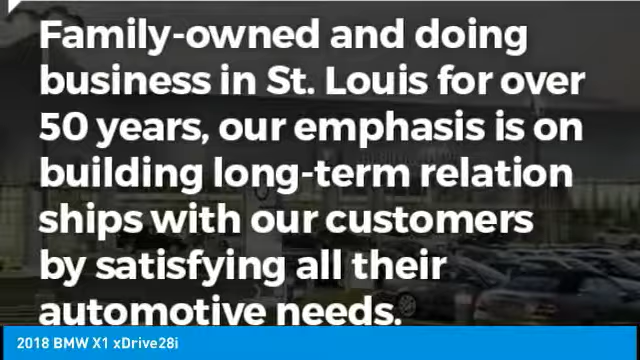 Family-owned and doing
business in St. Louis for over
50 years, our emphasis is on
building long-term relation
ships with our customers
by satisfying all their
automotive needs.
2018 BMW X1 xDrive28i